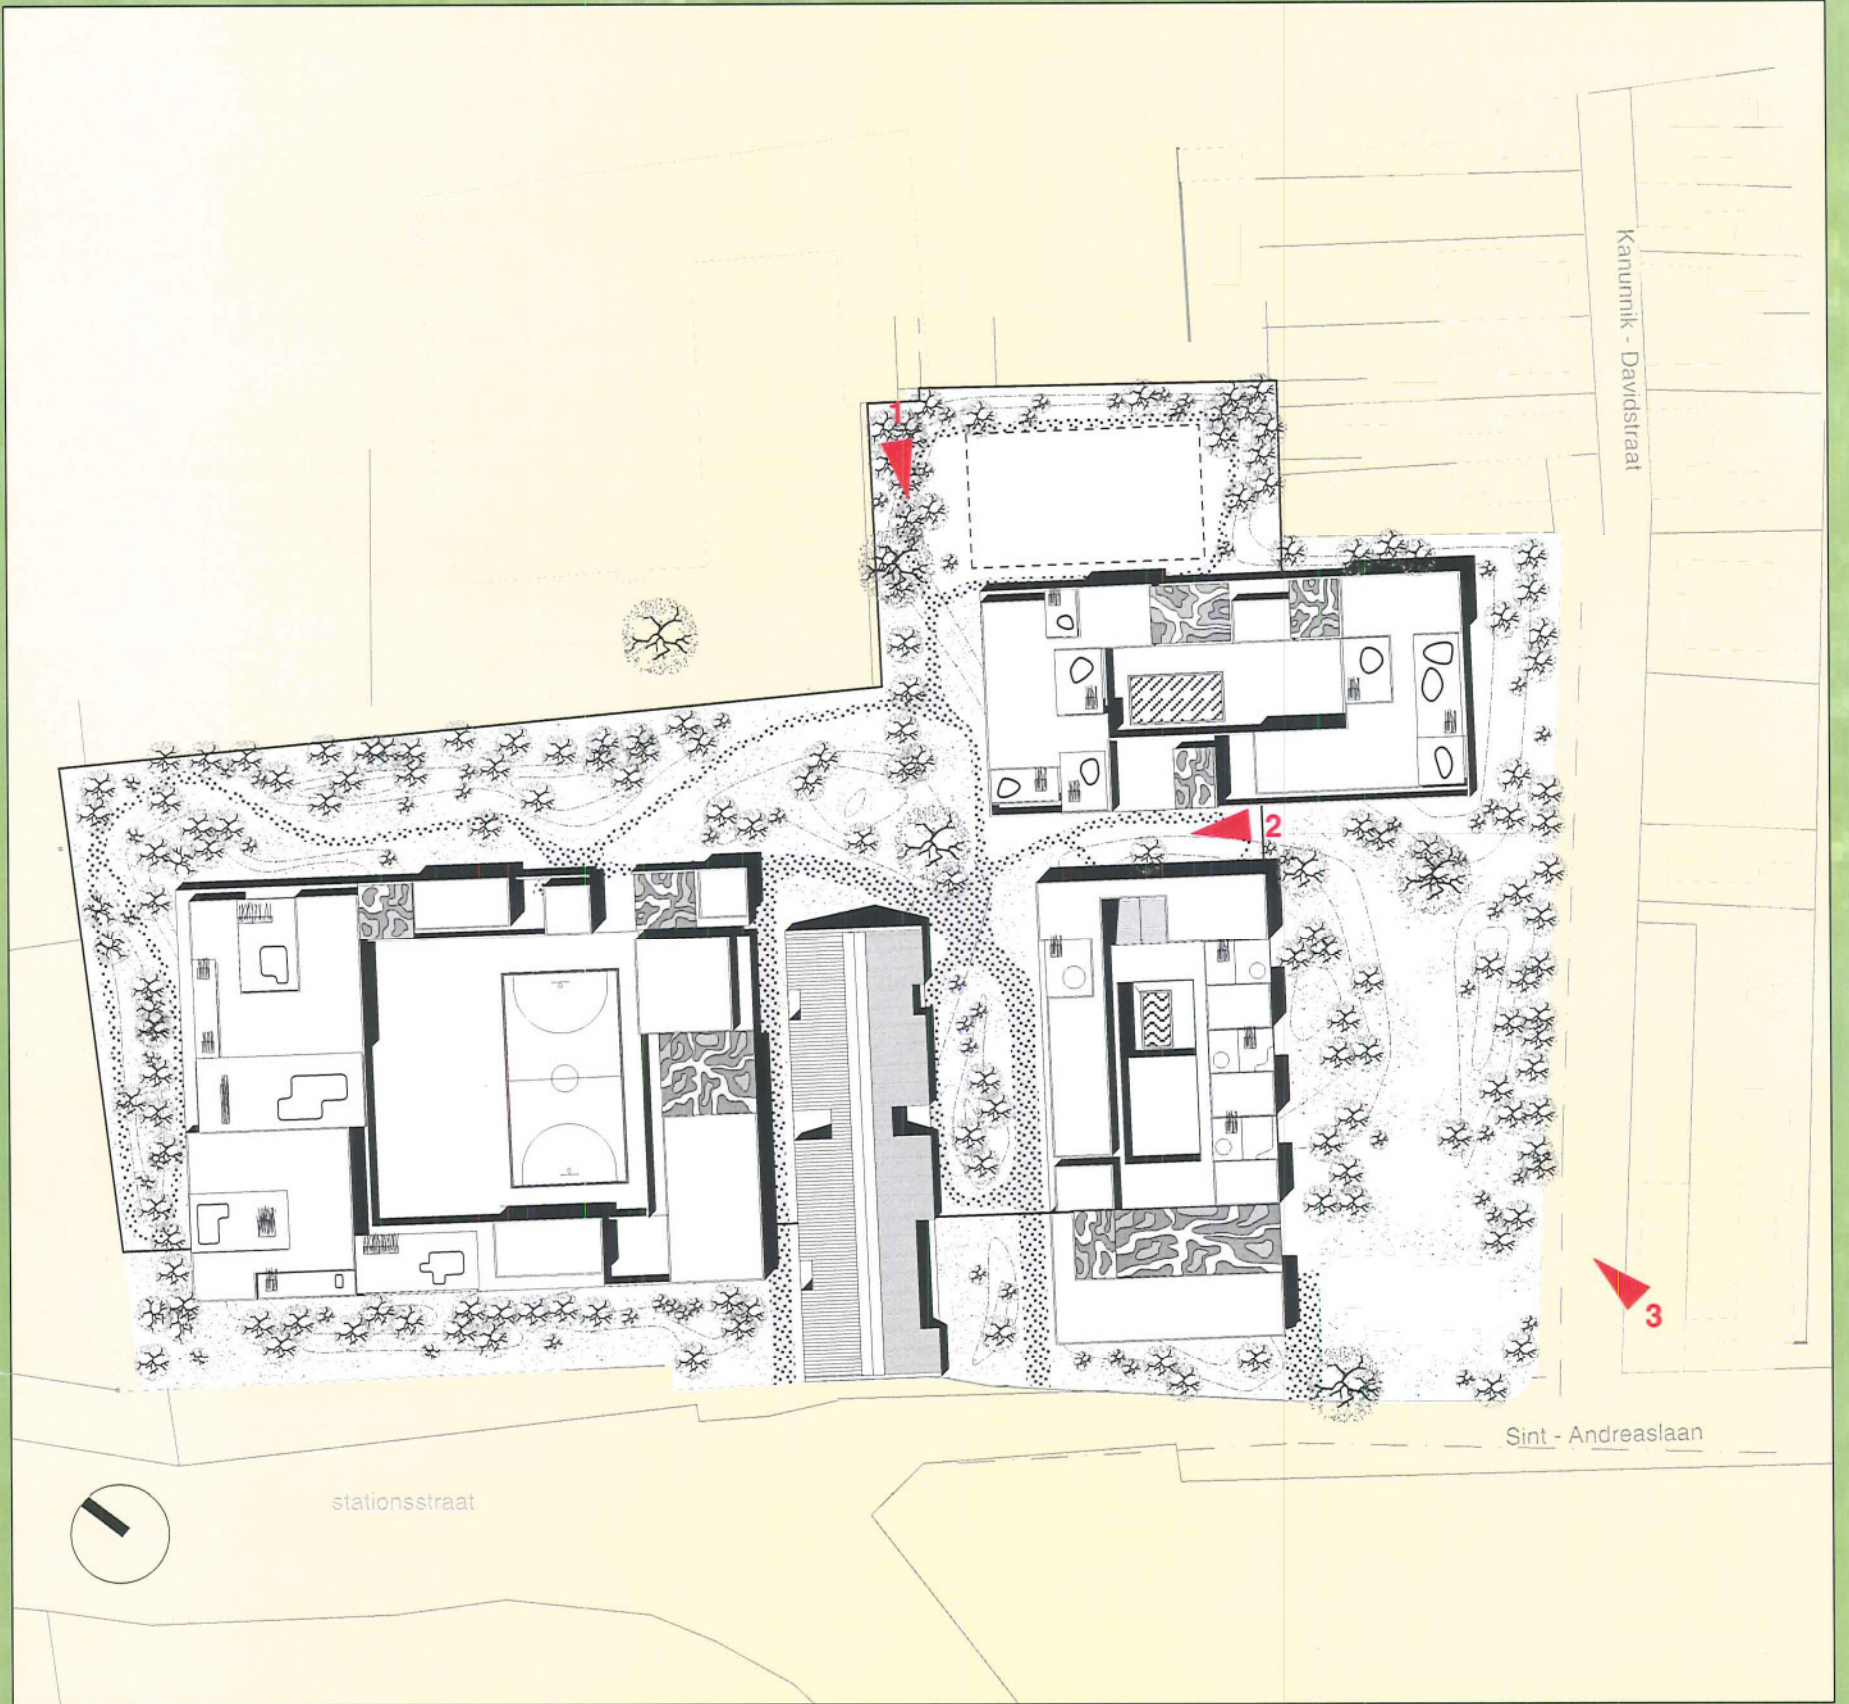 Kanunnik - Davidstraat
1
2
3
Sint - Andreaslaan
stationsstraat